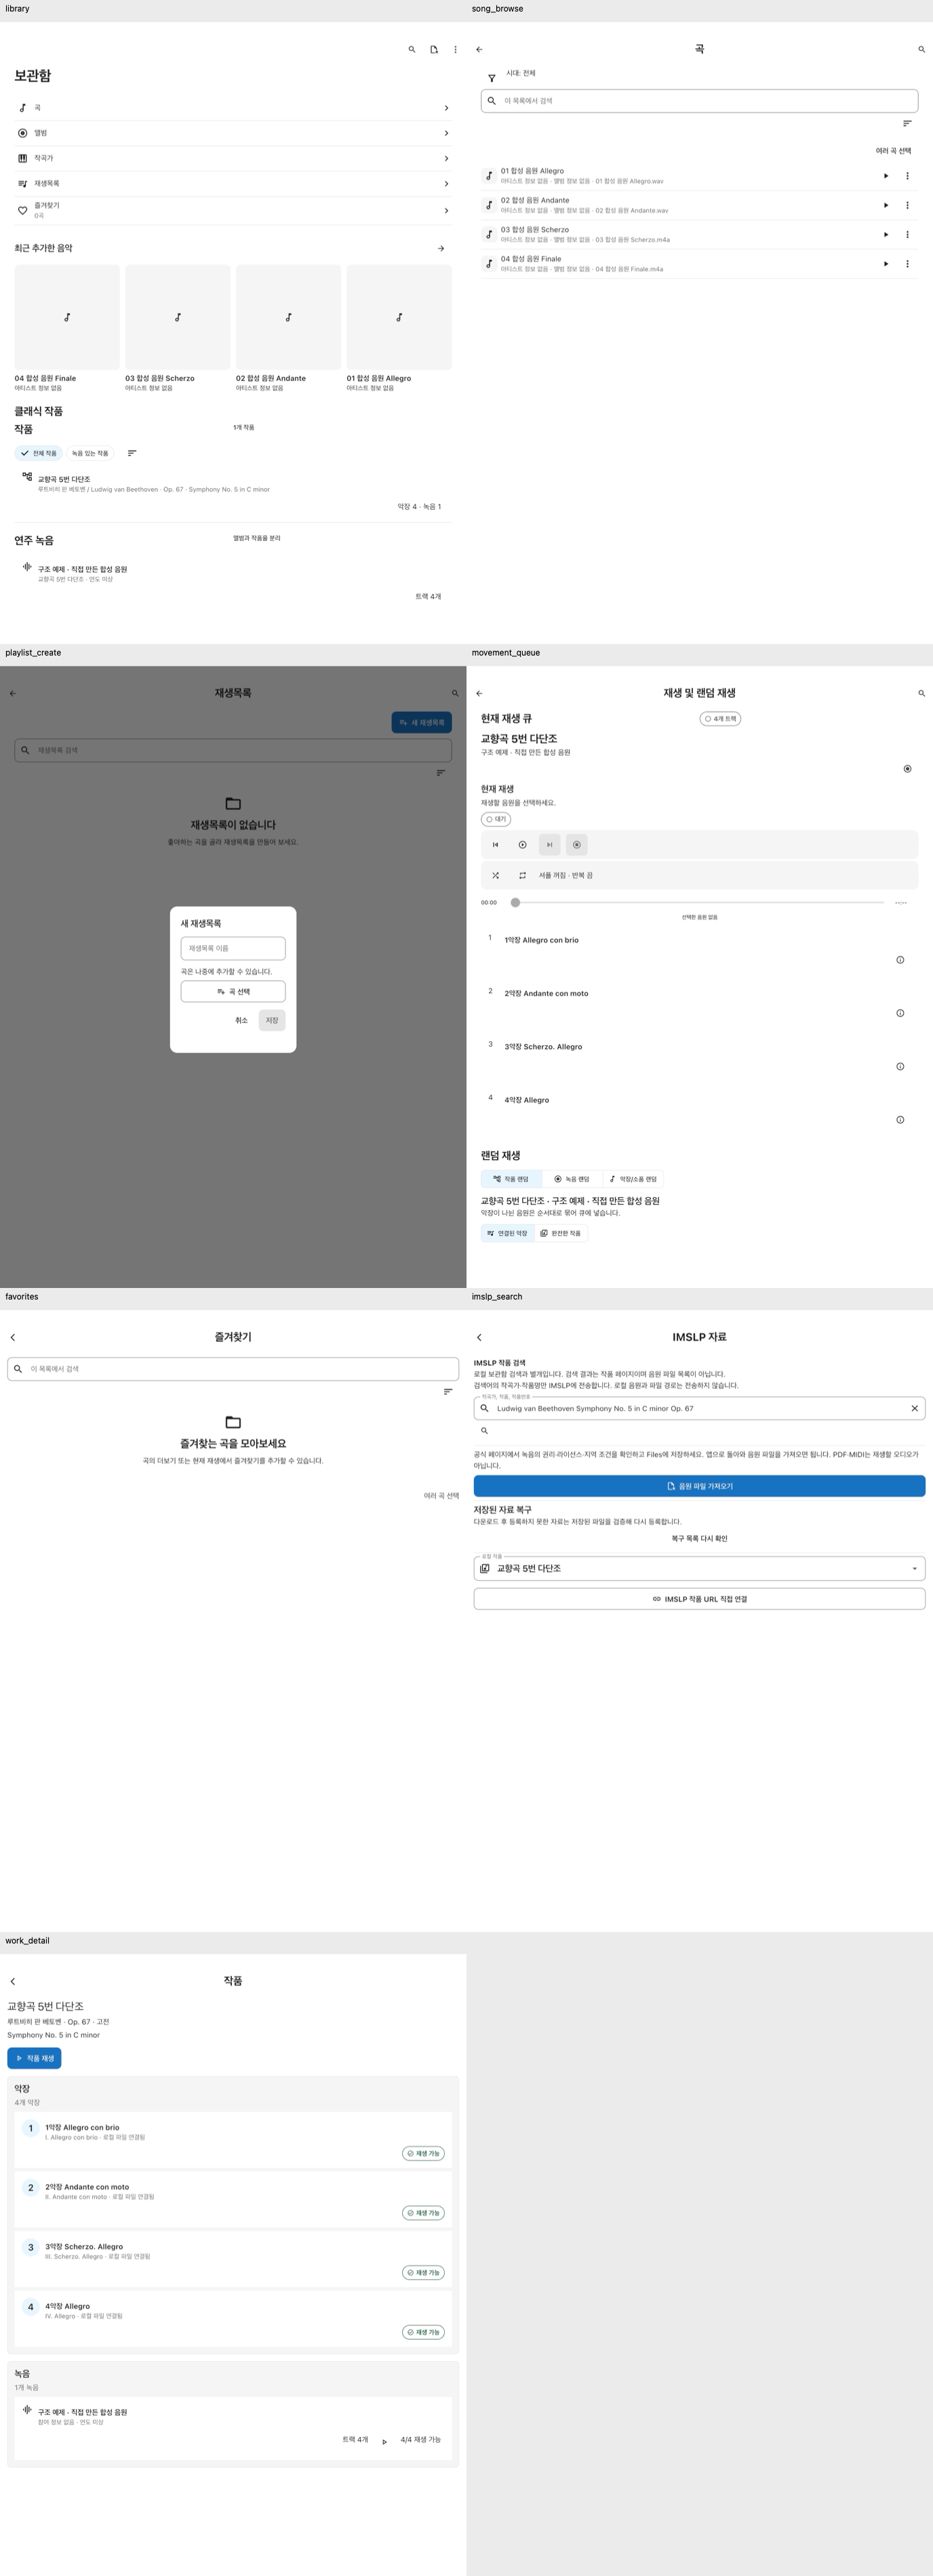 library
보관함
곡
앨범
작곡가
재생목록
즐겨찾기
0곡
최근 추가한 음악
04 합성 음원 Finale
아티스트 정보 없음
03 합성 음원 Scherzo
아티스트 정보 없음
02 합성 음원 Andante
아티스트 정보 없음
01 합성 음원 Allegro
아티스트 정보 없음
클래식 작품
작품
1개 작품
전체 작품
녹음 있는 작품
교향곡 5번 다단조
루트비히 판 베토벤 / Ludwig van Beethoven · Op. 67 · Symphony No. 5 in C minor
악장 4 · 녹음 1
연주 녹음
앨범과 작품을 분리
구조 예제 · 직접 만든 합성 음원
교향곡 5번 다단조 · 연도 미상
트랙 4개
song_browse
곡
시대: 전체
이 목록에서 검색
여러 곡 선택
01 합성 음원 Allegro
아티스트 정보 없음 · 앨범 정보 없음 · 01 합성 음원 Allegro.wav
02 합성 음원 Andante
아티스트 정보 없음 · 앨범 정보 없음 · 02 합성 음원 Andante.wav
03 합성 음원 Scherzo
아티스트 정보 없음 · 앨범 정보 없음 · 03 합성 음원 Scherzo.m4a
04 합성 음원 Finale
아티스트 정보 없음 · 앨범 정보 없음 · 04 합성 음원 Finale.m4a
playlist_create
재생목록
새 재생목록
재생목록 검색
재생목록이 없습니다
좋아하는 곡을 골라 재생목록을 만들어 보세요.
새 재생목록
재생목록 이름
곡은 나중에 추가할 수 있습니다.
곡 선택
취소
저장
movement_queue
재생 및 랜덤 재생
현재 재생 큐
4개 트랙
교향곡 5번 다단조
구조 예제 · 직접 만든 합성 음원
현재 재생
재생할 음원을 선택하세요.
대기
셔플 꺼짐 · 반복 끔
00:00
--:--
선택한 음원 없음
1
1악장 Allegro con brio
2
2악장 Andante con moto
3
3악장 Scherzo. Allegro
4
4악장 Allegro
랜덤 재생
작품 랜덤
녹음 랜덤
악장/소품 랜덤
교향곡 5번 다단조 · 구조 예제 · 직접 만든 합성 음원
악장이 나뉜 음원은 순서대로 묶어 큐에 넣습니다.
연결된 악장
완전한 작품
favorites
즐겨찾기
이 목록에서 검색
즐겨찾는 곡을 모아보세요
곡의 더보기 또는 현재 재생에서 즐겨찾기를 추가할 수 있습니다.
여러 곡 선택
imslp_search
IMSLP 자료
IMSLP 작품 검색
로컬 보관함 검색과 별개입니다. 검색 결과는 작품 페이지이며 음원 파일 목록이 아닙니다.
검색어의 작곡가·작품명만 IMSLP에 전송합니다. 로컬 음원과 파일 경로는 전송하지 않습니다.
작곡가, 작품, 작품번호
Ludwig van Beethoven Symphony No. 5 in C minor Op. 67
공식 페이지에서 녹음의 권리·라이선스·지역 조건을 확인하고 Files에 저장하세요. 앱으로 돌아와 음원 파일을 가져오면 됩니다. PDF·MIDI는 재생할 오디오가
아닙니다.
음원 파일 가져오기
저장된 자료 복구
다운로드 후 등록하지 못한 자료는 저장된 파일을 검증해 다시 등록합니다.
복구 목록 다시 확인
로컬 작품
교향곡 5번 다단조
IMSLP 작품 URL 직접 연결
work_detail
작품
교향곡 5번 다단조
루트비히 판 베토벤 · Op. 67 · 고전
Symphony No. 5 in C minor
작품 재생
악장
4개 악장
1
1악장 Allegro con brio
I. Allegro con brio · 로컬 파일 연결됨
재생 가능
2
2악장 Andante con moto
II. Andante con moto · 로컬 파일 연결됨
재생 가능
3
3악장 Scherzo. Allegro
III. Scherzo. Allegro · 로컬 파일 연결됨
재생 가능
4
4악장 Allegro
IV. Allegro · 로컬 파일 연결됨
재생 가능
녹음
1개 녹음
구조 예제 · 직접 만든 합성 음원
참여 정보 없음 · 연도 미상
트랙 4개
4/4 재생 가능